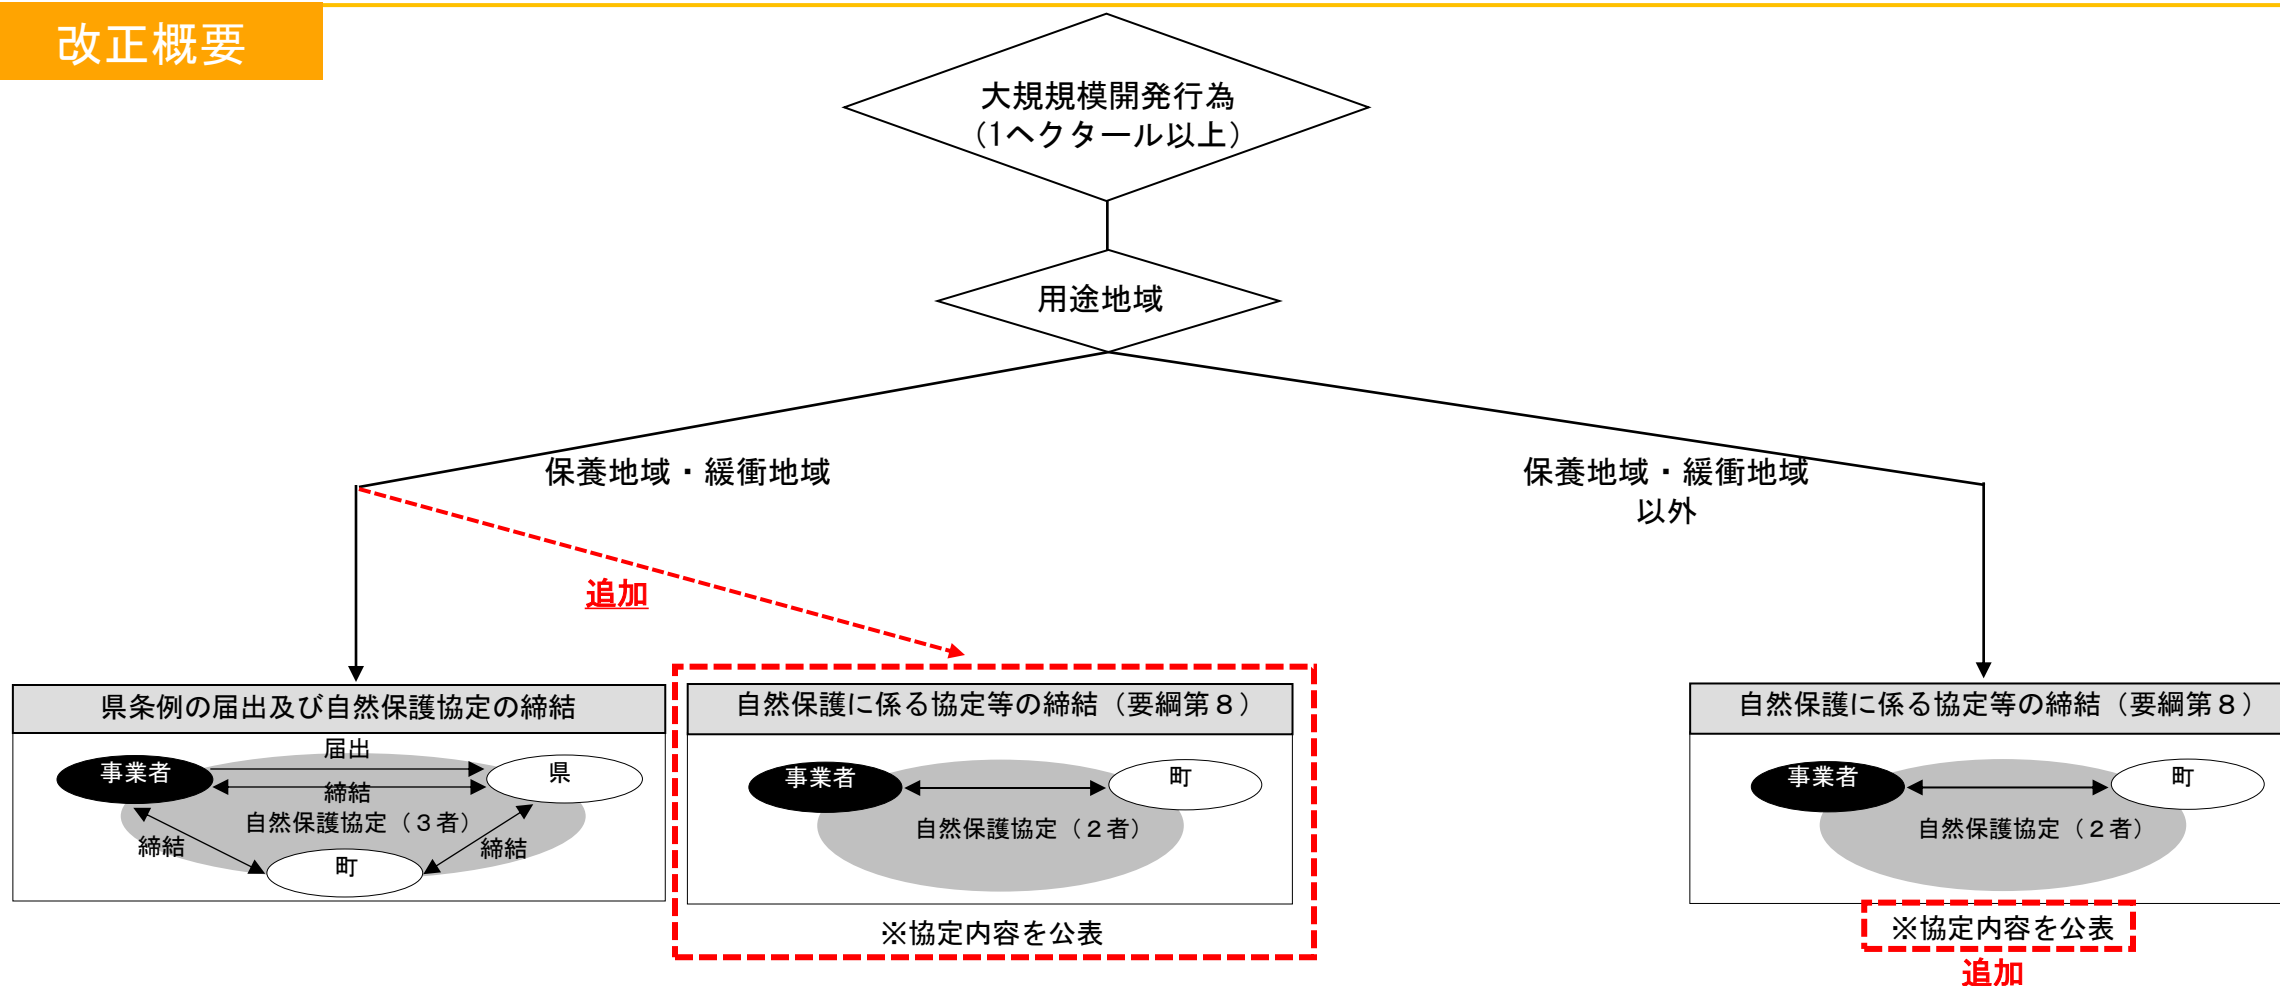 改正概要
大規規模開発行為
(1ヘクタール以上)
用途地域
保養地域・緩衝地域
保養地域・緩衝地域
以外
追加
県条例の届出及び自然保護協定の締結
届出
事業者
県
締結
自然保護協定（３者）
締結
締結
町
自然保護に係る協定等の締結（要綱第８）
事業者
町
自然保護協定（２者）
※協定内容を公表
自然保護に係る協定等の締結（要綱第８）
事業者
町
自然保護協定（２者）
※協定内容を公表
追加